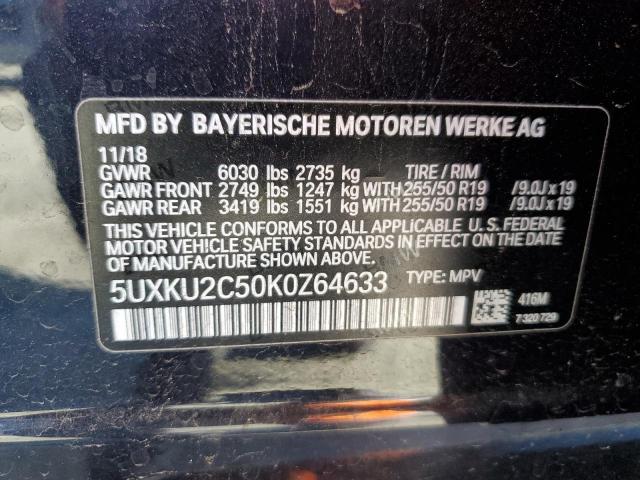 MFD BY BAYERISCHE MOTOREN WERKE AG
11/18
GVWR 6030 lbs 2735 kg TIRE / RIM
GAWR FRONT 2749 lbs 1247 kg WITH 255/50 R19 /9.0J x 19
GAWR REAR 3419 lbs 1551 kg WITH 255/50 R19 /9.0J x 19
THIS VEHICLE CONFORMS TO ALL APPLICABLE U.S. FEDERAL
MOTOR VEHICLE SAFETY STANDARDS IN EFFECT ON THE
DATE OF MANUFACTURE SHOWN ABOVE.
5UXKU2C50K0Z64633 TYPE: MPV
416M
7 320 729